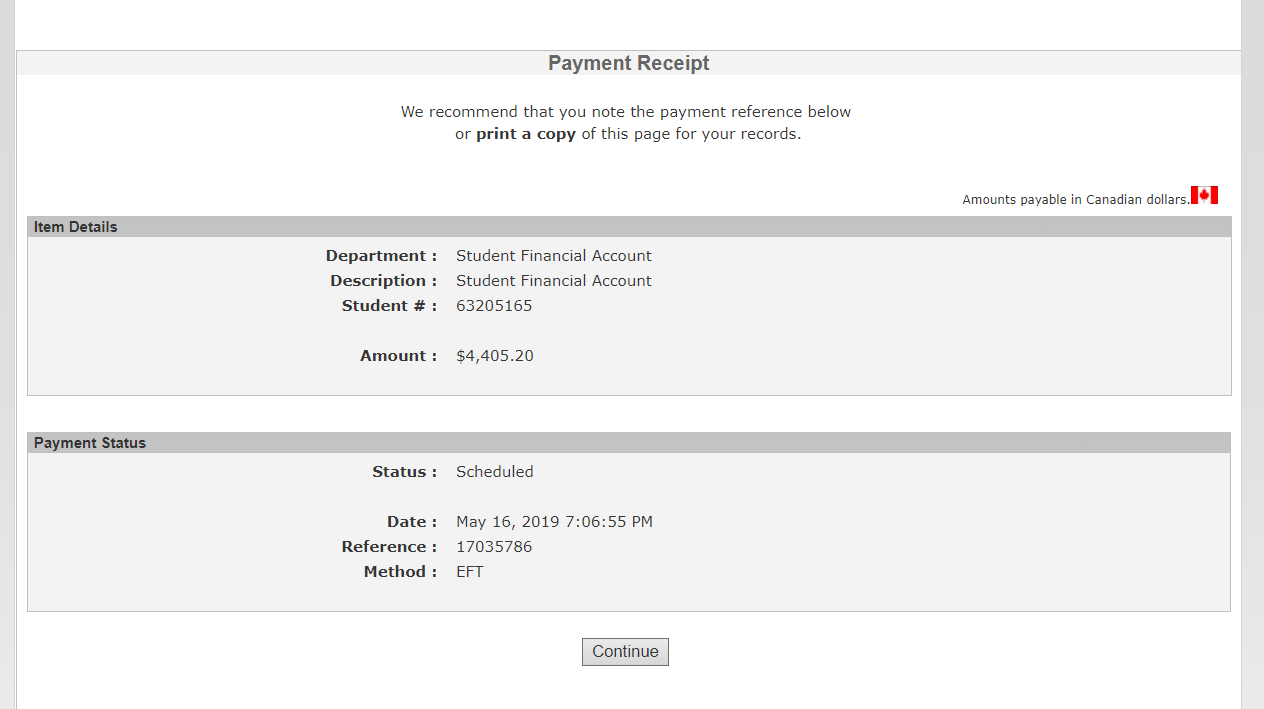 Payment Receipt
We recommend that you note the payment reference below
or print a copy of this page for your records.
Amounts payable in Canadian dollars.
Item Details
Department : Student Financial Account
Description : Student Financial Account
Student # : 63205165
Amount : $4,405.20
Payment Status
Status : Scheduled
Date : May 16, 2019 7:06:55 PM
Reference : 17035786
Method : EFT
Continue